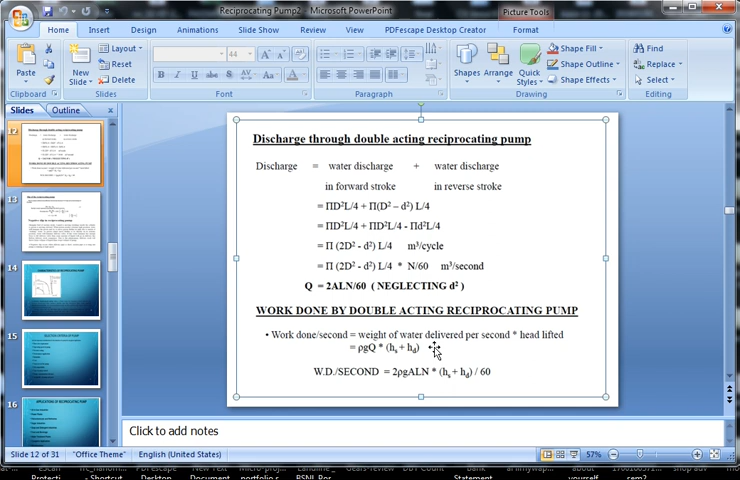 Reciprocating Pump2 - Microsoft PowerPoint
Picture Tools
Home Insert Design Animations Slide Show Review View PDFescape Desktop Creator Format
Paste
New Slide
Layout
Reset
Delete
44
B I U
Shapes
Arrange
Quick Styles
Shape Fill
Shape Outline
Shape Effects
Find
Replace
Select
Clipboard Slides Font Paragraph Drawing Editing
Slides Outline
12
13
14
15
16
Discharge through double acting reciprocating pump
Discharge = water discharge + water discharge
in forward stroke in reverse stroke
= ΠD²L/4 + Π(D² – d²) L/4
= ΠD²L/4 + ΠD²L/4 - Πd²L/4
= Π (2D² - d²) L/4 m³/cycle
= Π (2D² - d²) L/4 * N/60 m³/second
Q = 2ALN/60 ( NEGLECTING d² )
WORK DONE BY DOUBLE ACTING RECIPROCATING PUMP
• Work done/second = weight of water delivered per second * head lifted
= ρgQ * (hs + hd)
W.D./SECOND = 2ρgALN * (hs + hd) / 60
Click to add notes
Slide 12 of 31 "Office Theme" English (United States) 57%